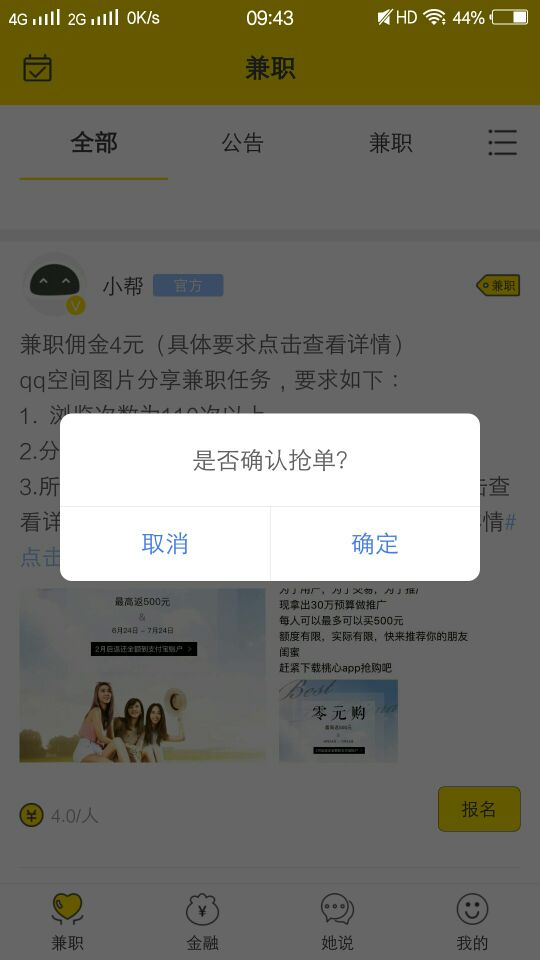 4G 2G 0K/s 09:43 HD 44%
兼职
全部 公告 兼职
小帮 官方 兼职
兼职佣金4元（具体要求点击查看详情）
qq空间图片分享兼职任务，要求如下：
1. 浏览次数为110次以上
2.分
3.所 击查
看详 详情#
点击
是否确认抢单?
取消 确定
最高返500元
&
6月24日 - 7月24日
2月后返还全额到支付宝账户 >
为了用户，为了交易，为了推广
现拿出30万预算做推广
每人可以最多可以买500元
额度有限，实际有限，快来推荐你的朋友
闺蜜
赶紧下载桃心app抢购吧
Best
零元购
最高返500元
&
¥ 4.0/人
报名
兼职 金融 她说 我的